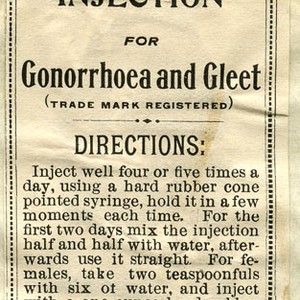 INJECTION
FOR
Gonorrhoea and Gleet
(TRADE MARK REGISTERED)
DIRECTIONS:
Inject well four or five times a
day, using a hard rubber cone
pointed syringe, hold it in a few
moments each time. For the
first two days mix the injection
half and half with water, after-
wards use it straight. For fe-
males, take two teaspoonfuls
with six of water, and inject